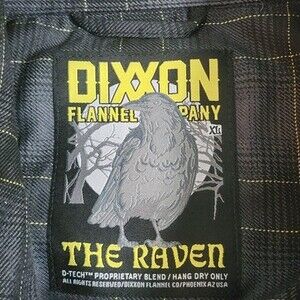 DIXXON
FLANNEL COMPANY
XL
THE RAVEN
D-TECH™ PROPRIETARY BLEND / HANG DRY ONLY
ALL RIGHTS RESERVED/DIXXON FLANNEL CO/PHOENIX AZ USA